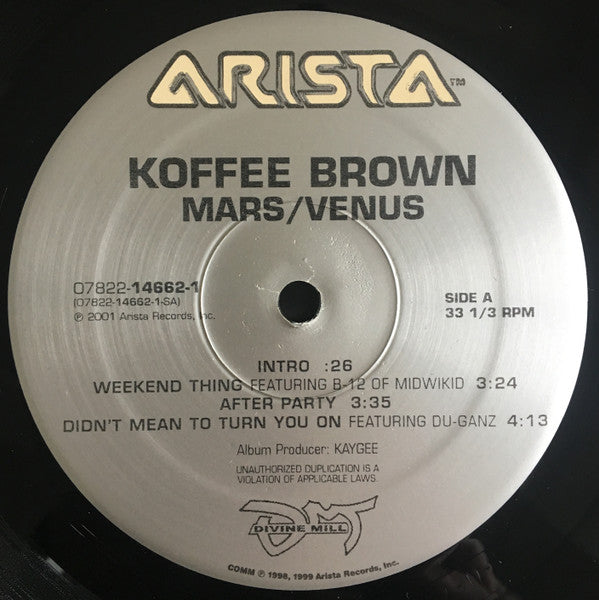 ARISTA™
KOFFEE BROWN
MARS/VENUS
07822-14662-1
(07822-14662-1-SA)
℗ 2001 Arista Records, Inc.
SIDE A
33 1/3 RPM
INTRO :26
WEEKEND THING FEATURING B-12 OF MIDWIKID 3:24
AFTER PARTY 3:35
DIDN'T MEAN TO TURN YOU ON FEATURING DU-GANZ 4:13
Album Producer: KAYGEE
UNAUTHORIZED DUPLICATION IS A
VIOLATION OF APPLICABLE LAWS.
DM
DIVINE MILL
COMM ℗ 1998, 1999 Arista Records, Inc.